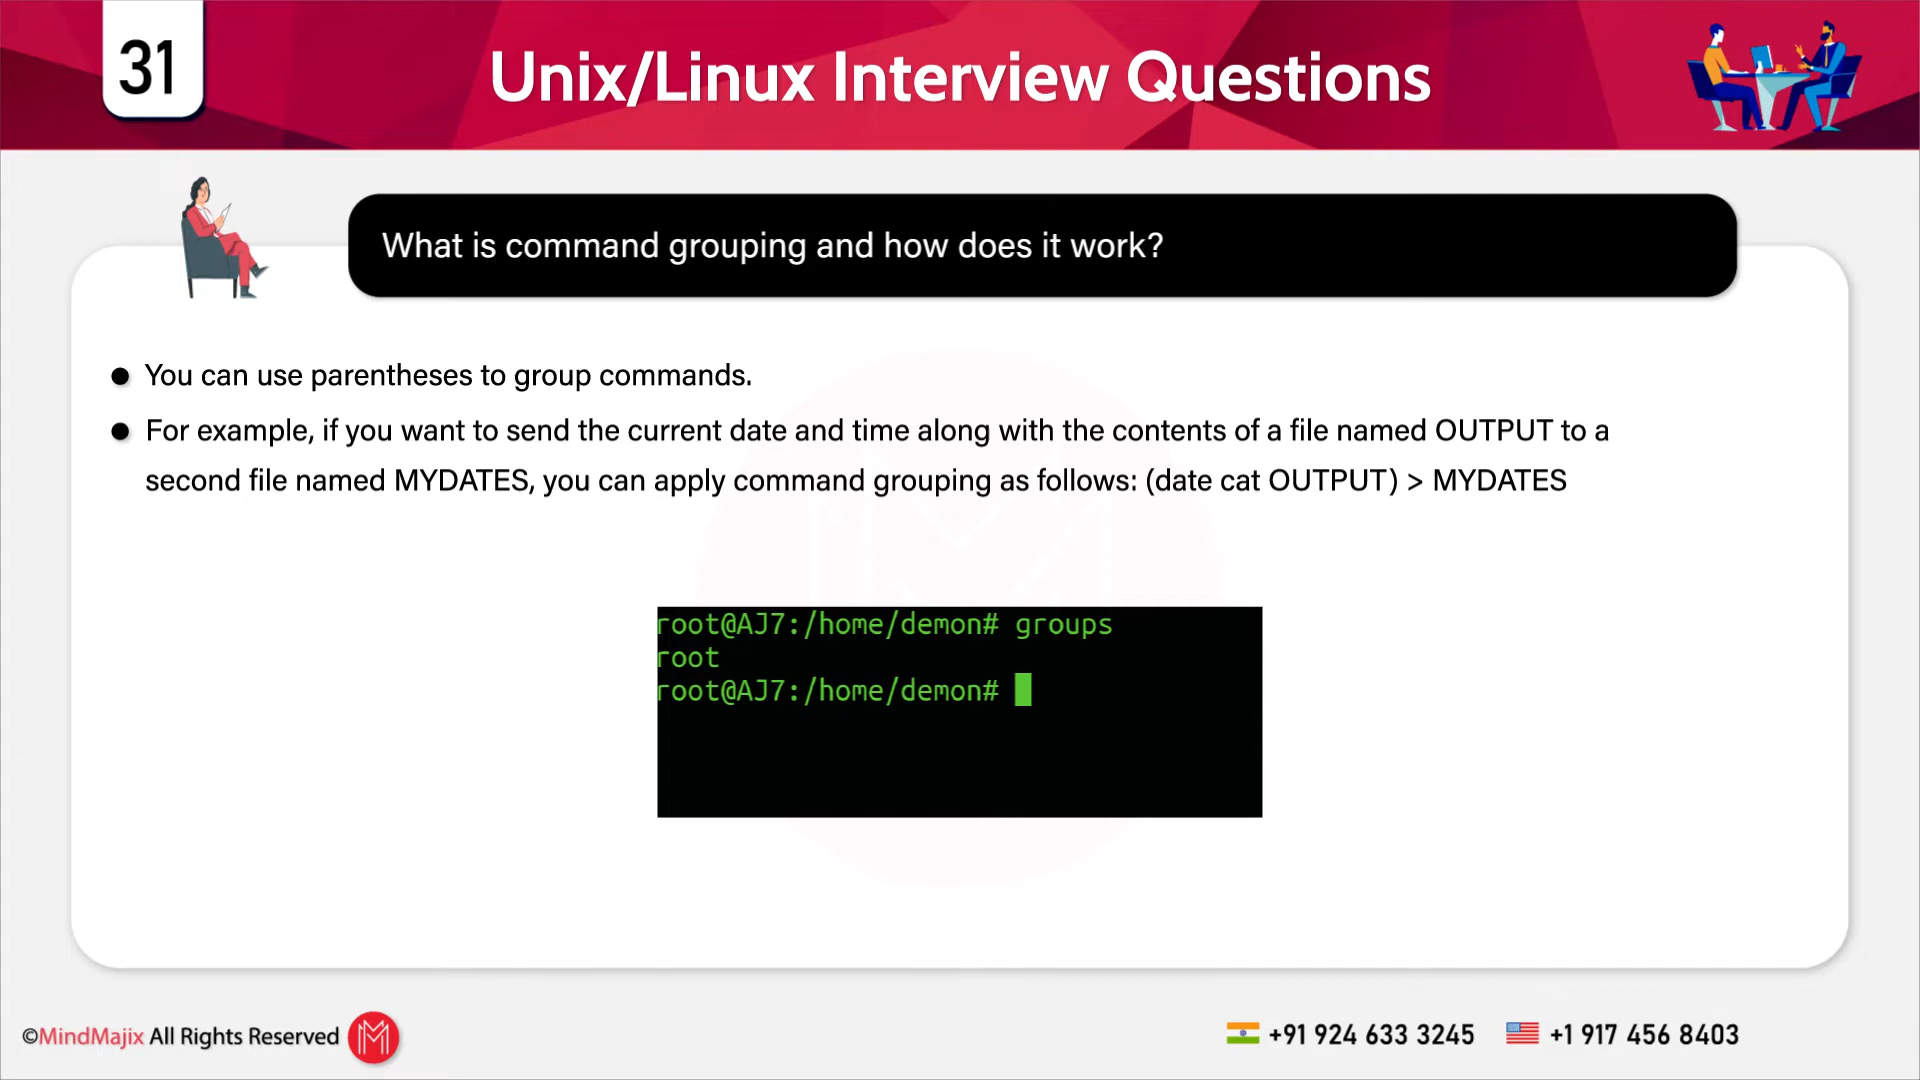 31
Unix/Linux Interview Questions
What is command grouping and how does it work?
● You can use parentheses to group commands.
● For example, if you want to send the current date and time along with the contents of a file named OUTPUT to a
second file named MYDATES, you can apply command grouping as follows: (date cat OUTPUT) > MYDATES
root@AJ7:/home/demon# groups
root
root@AJ7:/home/demon#
©MindMajix All Rights Reserved
+91 924 633 3245
+1 917 456 8403